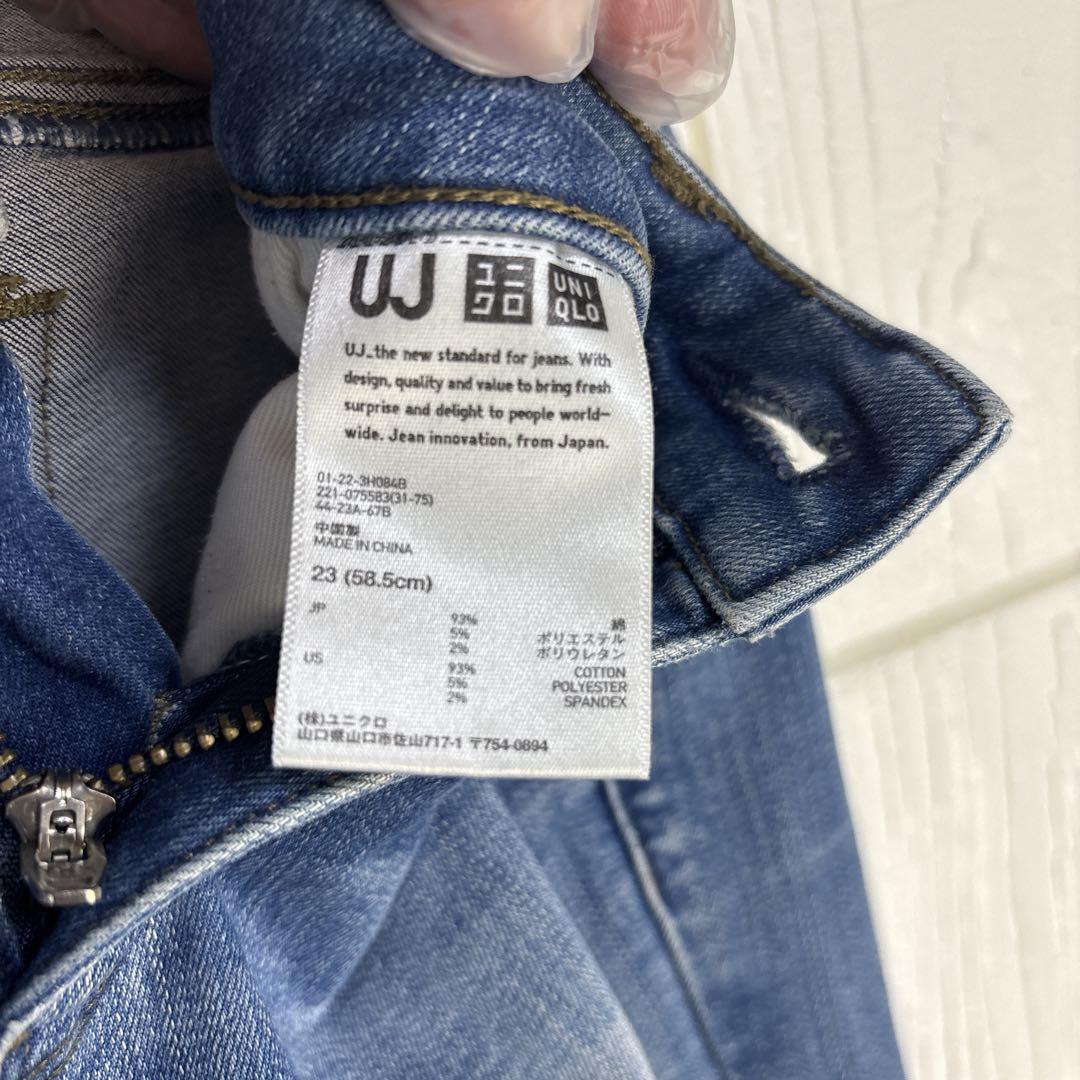 UJ ユニクロ UNIQLO
UJ_the new standard for jeans. With
design, quality and value to bring fresh
surprise and delight to people world-
wide. Jean innovation, from Japan.
01-22-3H084B
221-075583(31-75)
44-23A-67B
中国製
MADE IN CHINA
23 (58.5cm)
JP 93% 綿
5% ポリエステル
2% ポリウレタン
US 93% COTTON
5% POLYESTER
2% SPANDEX
(株)ユニクロ
山口県山口市佐山717-1 〒754-0894